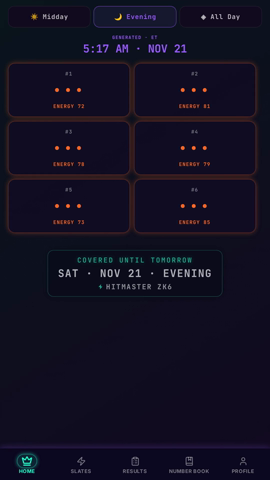 Midday
Evening
All Day
GENERATED · ET
5:17 AM · NOV 21
#1
#2
ENERGY 72
ENERGY 81
#3
#4
ENERGY 78
ENERGY 79
#5
#6
ENERGY 73
ENERGY 85
COVERED UNTIL TOMORROW
SAT · NOV 21 · EVENING
HITMASTER ZK6
HOME
SLATES
RESULTS
NUMBER BOOK
PROFILE